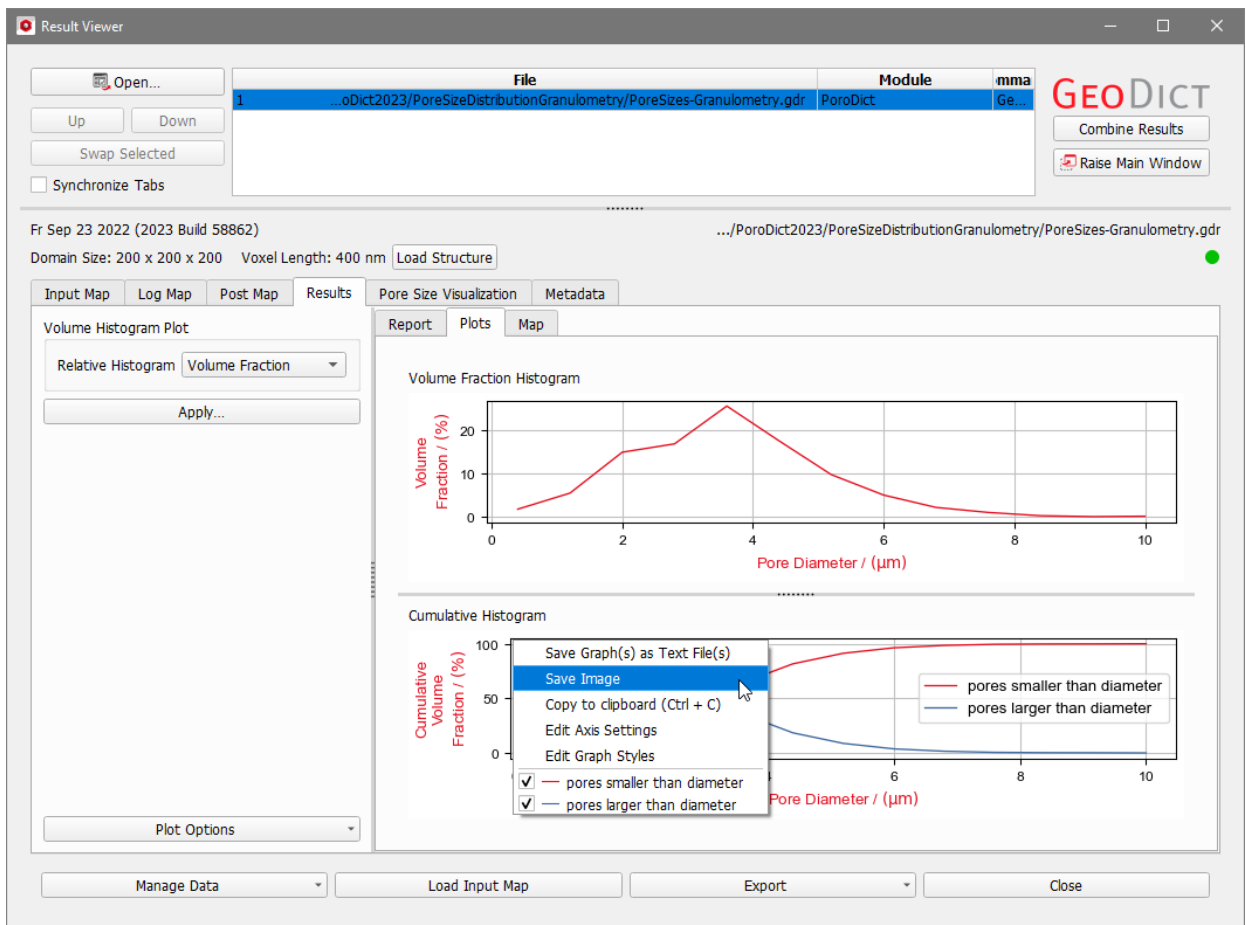 Result Viewer
Open...
File Module omma
1 ...oDict2023/PoreSizeDistributionGranulometry/PoreSizes-Granulometry.gdr PoroDict Ge...
GEODICT
Up Down
Combine Results
Swap Selected
Raise Main Window
Synchronize Tabs
Fr Sep 23 2022 (2023 Build 58862) .../PoroDict2023/PoreSizeDistributionGranulometry/PoreSizes-Granulometry.gdr
Domain Size: 200 x 200 x 200 Voxel Length: 400 nm Load Structure
Input Map Log Map Post Map Results Pore Size Visualization Metadata
Volume Histogram Plot
Relative Histogram Volume Fraction
Apply...
Plot Options
Report Plots Map
Volume Fraction Histogram
Volume
Fraction / (%)
20
10
0
0 2 4 6 8 10
Pore Diameter / (µm)
Cumulative Histogram
Cumulative
Volume
Fraction / (%)
100
50
0
Save Graph(s) as Text File(s)
Save Image
Copy to clipboard (Ctrl + C)
Edit Axis Settings
Edit Graph Styles
pores smaller than diameter
pores larger than diameter
pores smaller than diameter
pores larger than diameter
6 8 10
Pore Diameter / (µm)
Manage Data Load Input Map Export Close